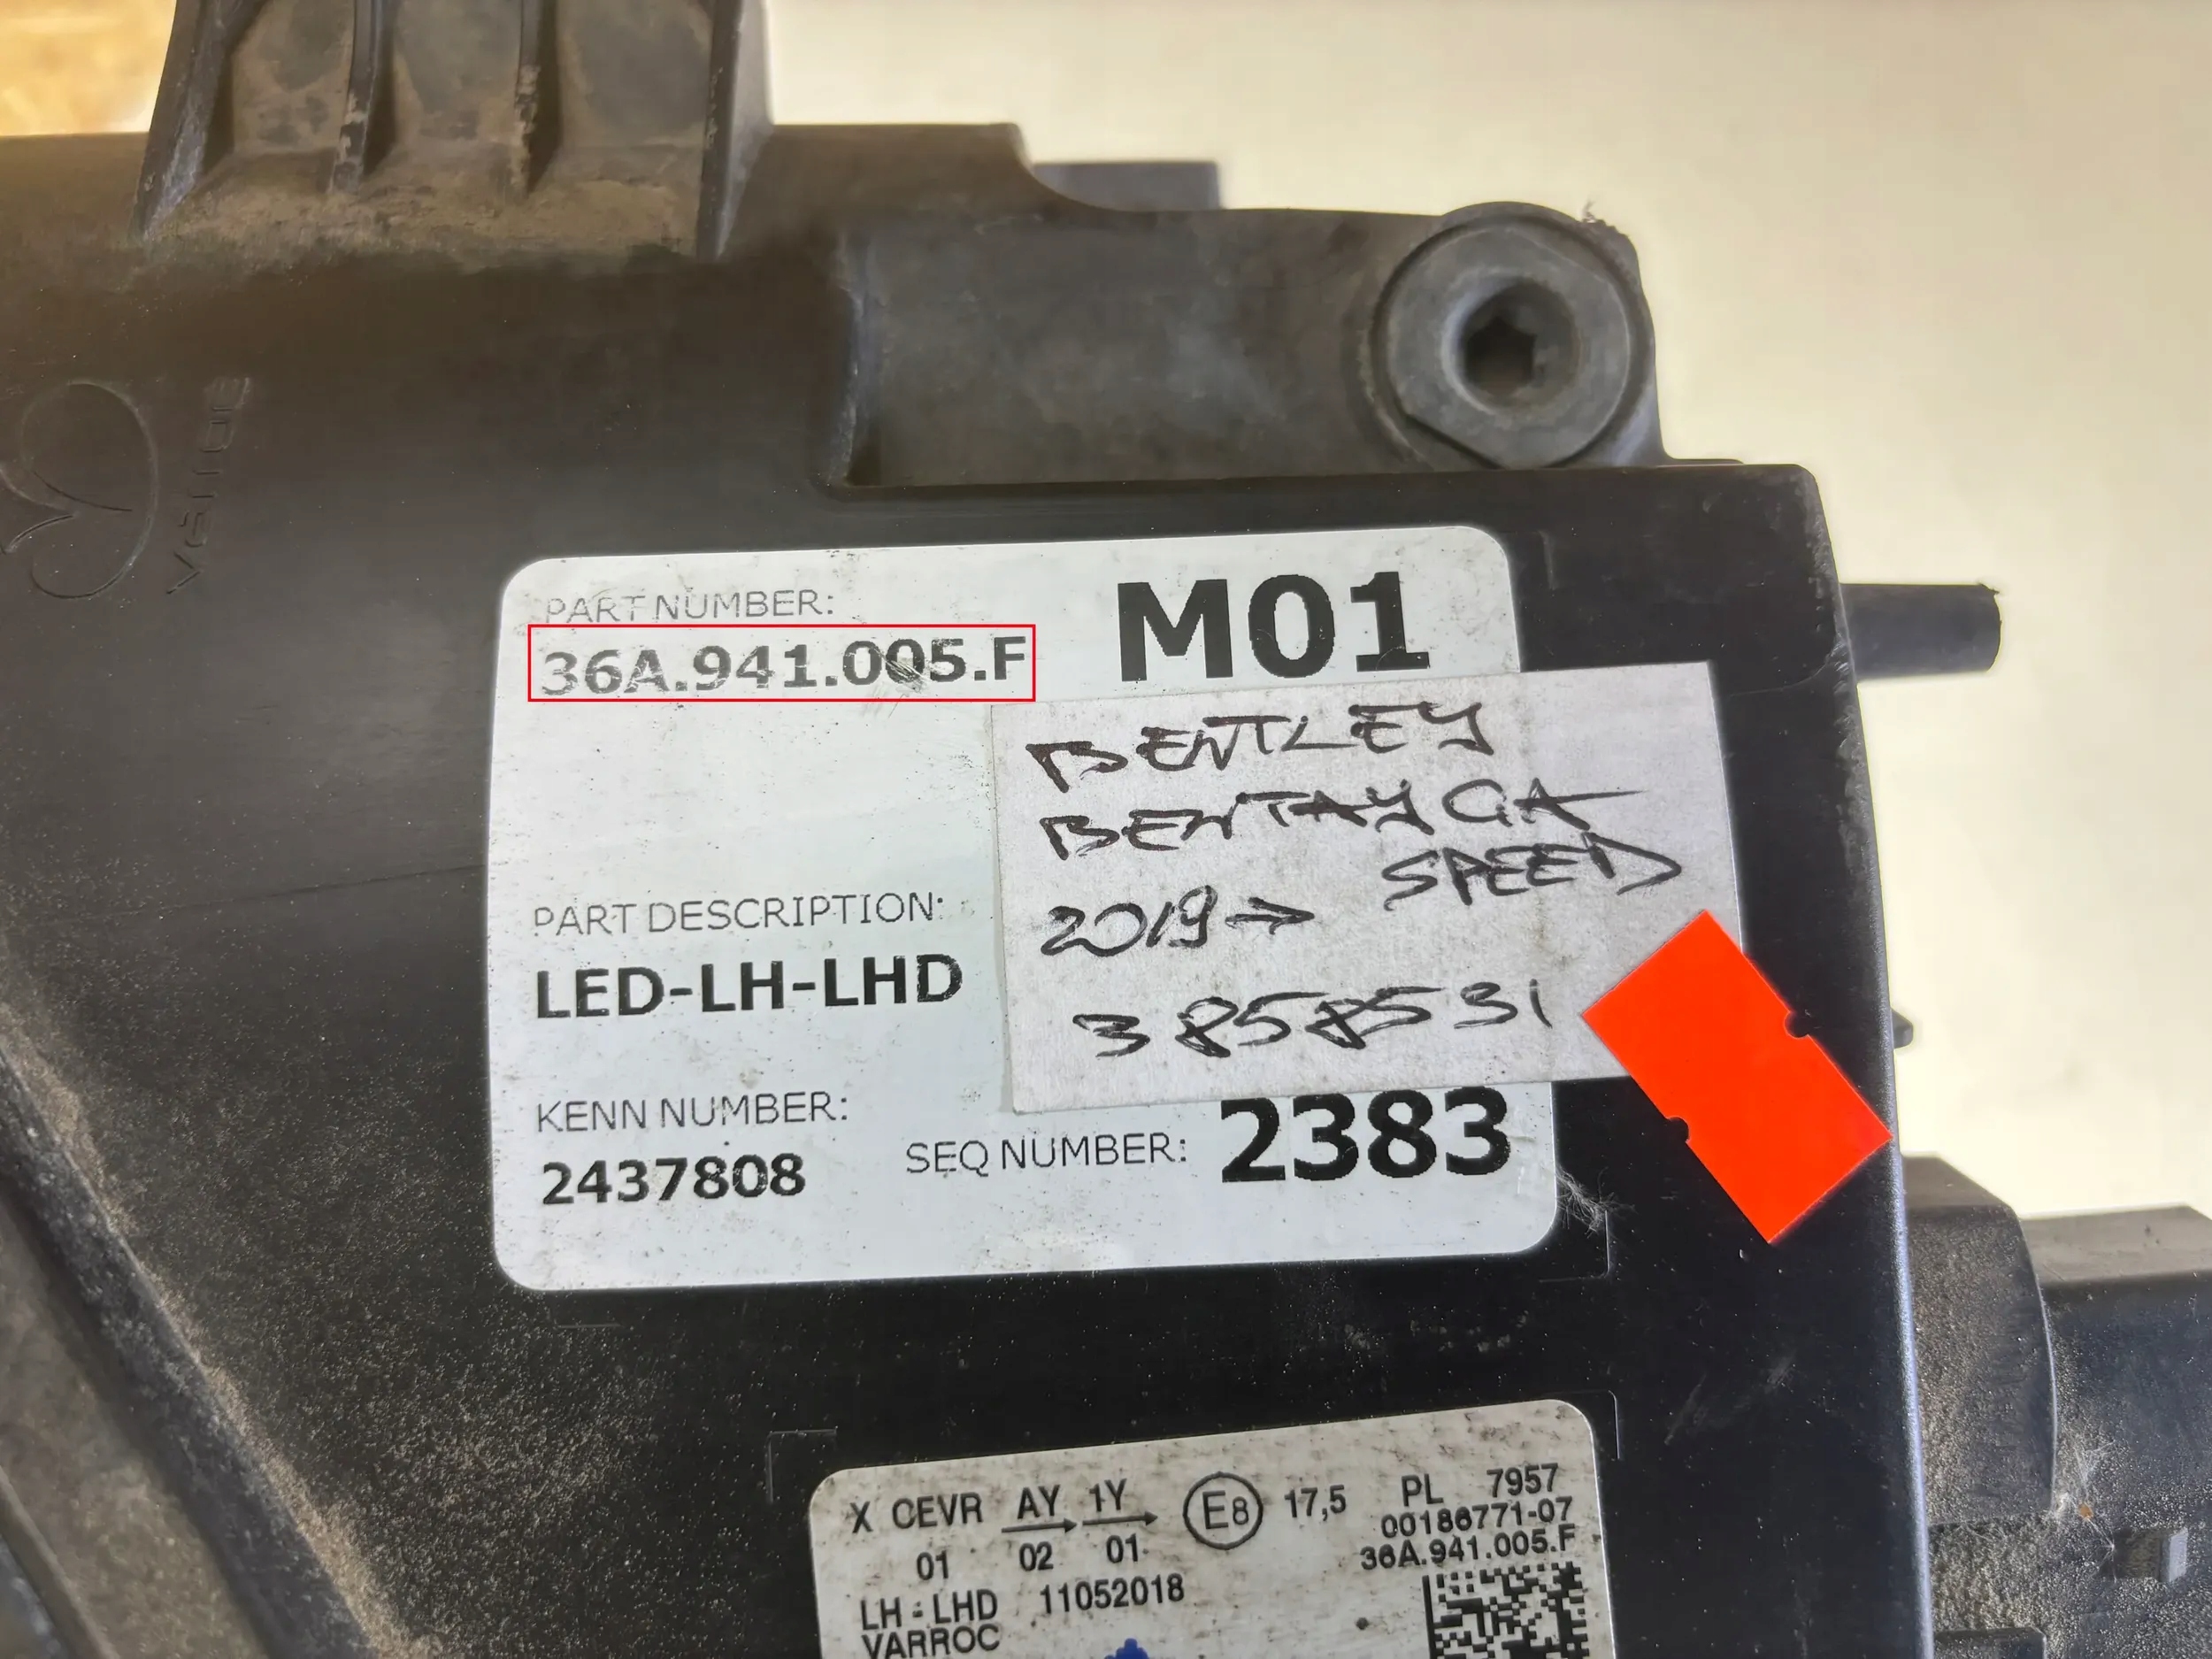 varroc
PART NUMBER:
36A.941.005.F
M01
BENTLEY
BENTAYGA
SPEED
2019→
3858531
PART DESCRIPTION:
LED-LH-LHD
KENN NUMBER:
2437808
SEQ NUMBER: 2383
X CEVR AY 1Y E8 17,5 PL 7957
01 02 01 00186771-07
36A.941.005.F
LH-LHD 11052018
VARROC